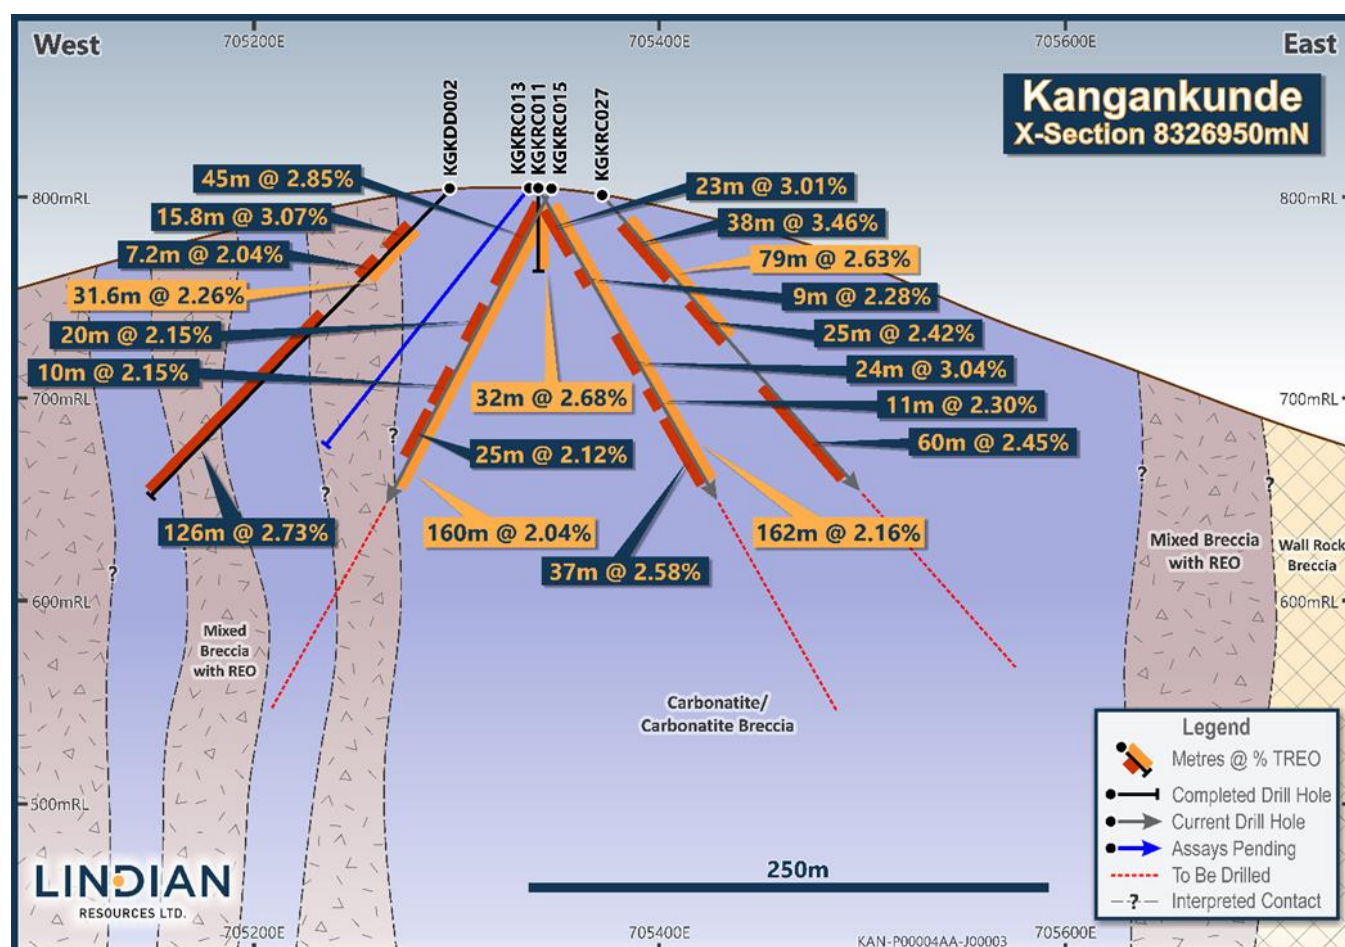 West
705200E
705400E
705600E
East
Kangankunde
X-Section 8326950mN
KGKDD002
KGKRC013
KGKRC011
KGKRC015
KGKRC027
800mRL
800mRL
45m @ 2.85%
23m @ 3.01%
15.8m @ 3.07%
38m @ 3.46%
7.2m @ 2.04%
79m @ 2.63%
31.6m @ 2.26%
9m @ 2.28%
20m @ 2.15%
25m @ 2.42%
10m @ 2.15%
24m @ 3.04%
32m @ 2.68%
11m @ 2.30%
700mRL
700mRL
25m @ 2.12%
60m @ 2.45%
?
?
?
?
?
126m @ 2.73%
160m @ 2.04%
162m @ 2.16%
37m @ 2.58%
Mixed Breccia
with REO
Wall Rock
Breccia
600mRL
600mRL
Mixed
Breccia
with REO
Carbonatite/
Carbonatite Breccia
500mRL
Legend
Metres @ % TREO
Completed Drill Hole
Current Drill Hole
Assays Pending
To Be Drilled
? Interpreted Contact
250m
LINDIAN
RESOURCES LTD.
705200E
705400E
705600E
KAN-P00004AA-J00003